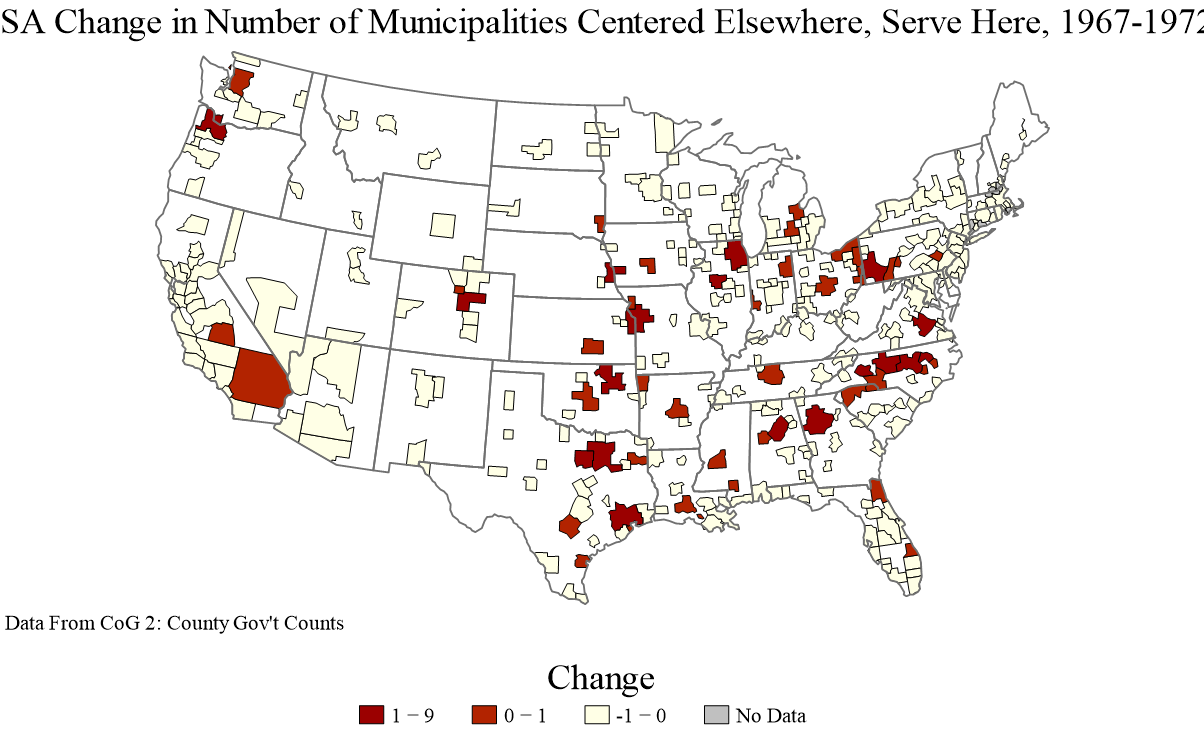 SA Change in Number of Municipalities Centered Elsewhere, Serve Here, 1967-1972
Data From CoG 2: County Gov't Counts
Change
1 − 9
0 − 1
-1 − 0
No Data